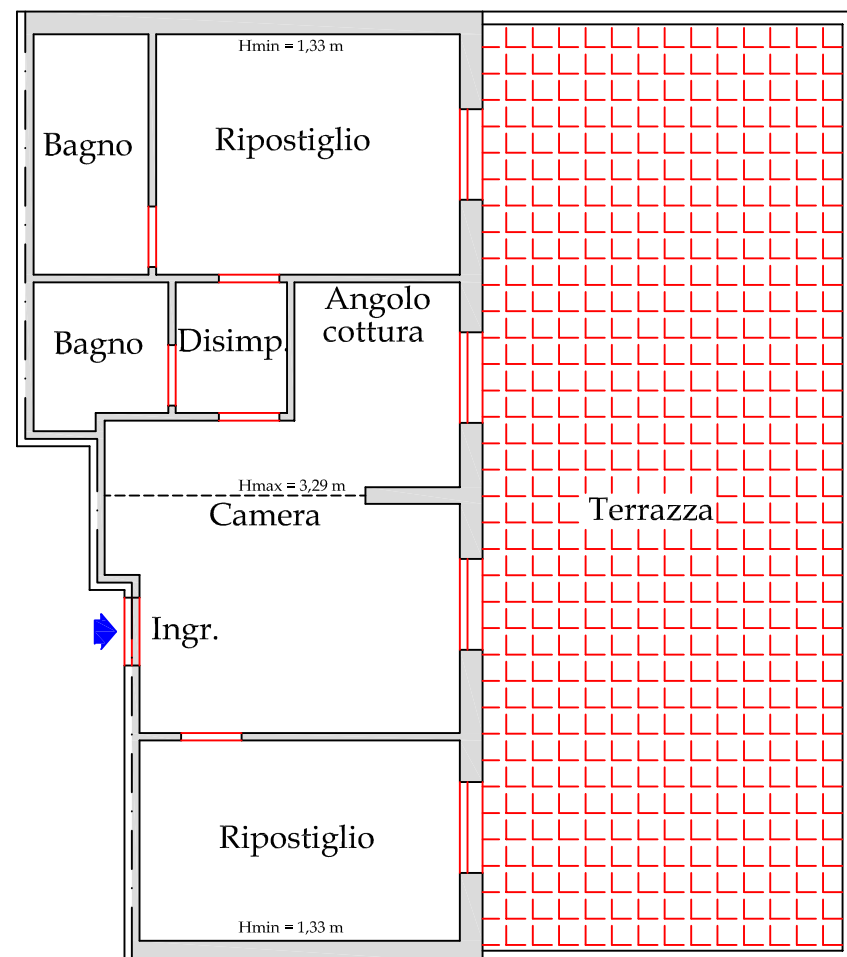 Hmin = 1,33 m
Bagno
Ripostiglio
Angolo
cottura
Bagno
Disimp.
Hmax = 3,29 m
Camera
Terrazza
Ingr.
Ripostiglio
Hmin = 1,33 m